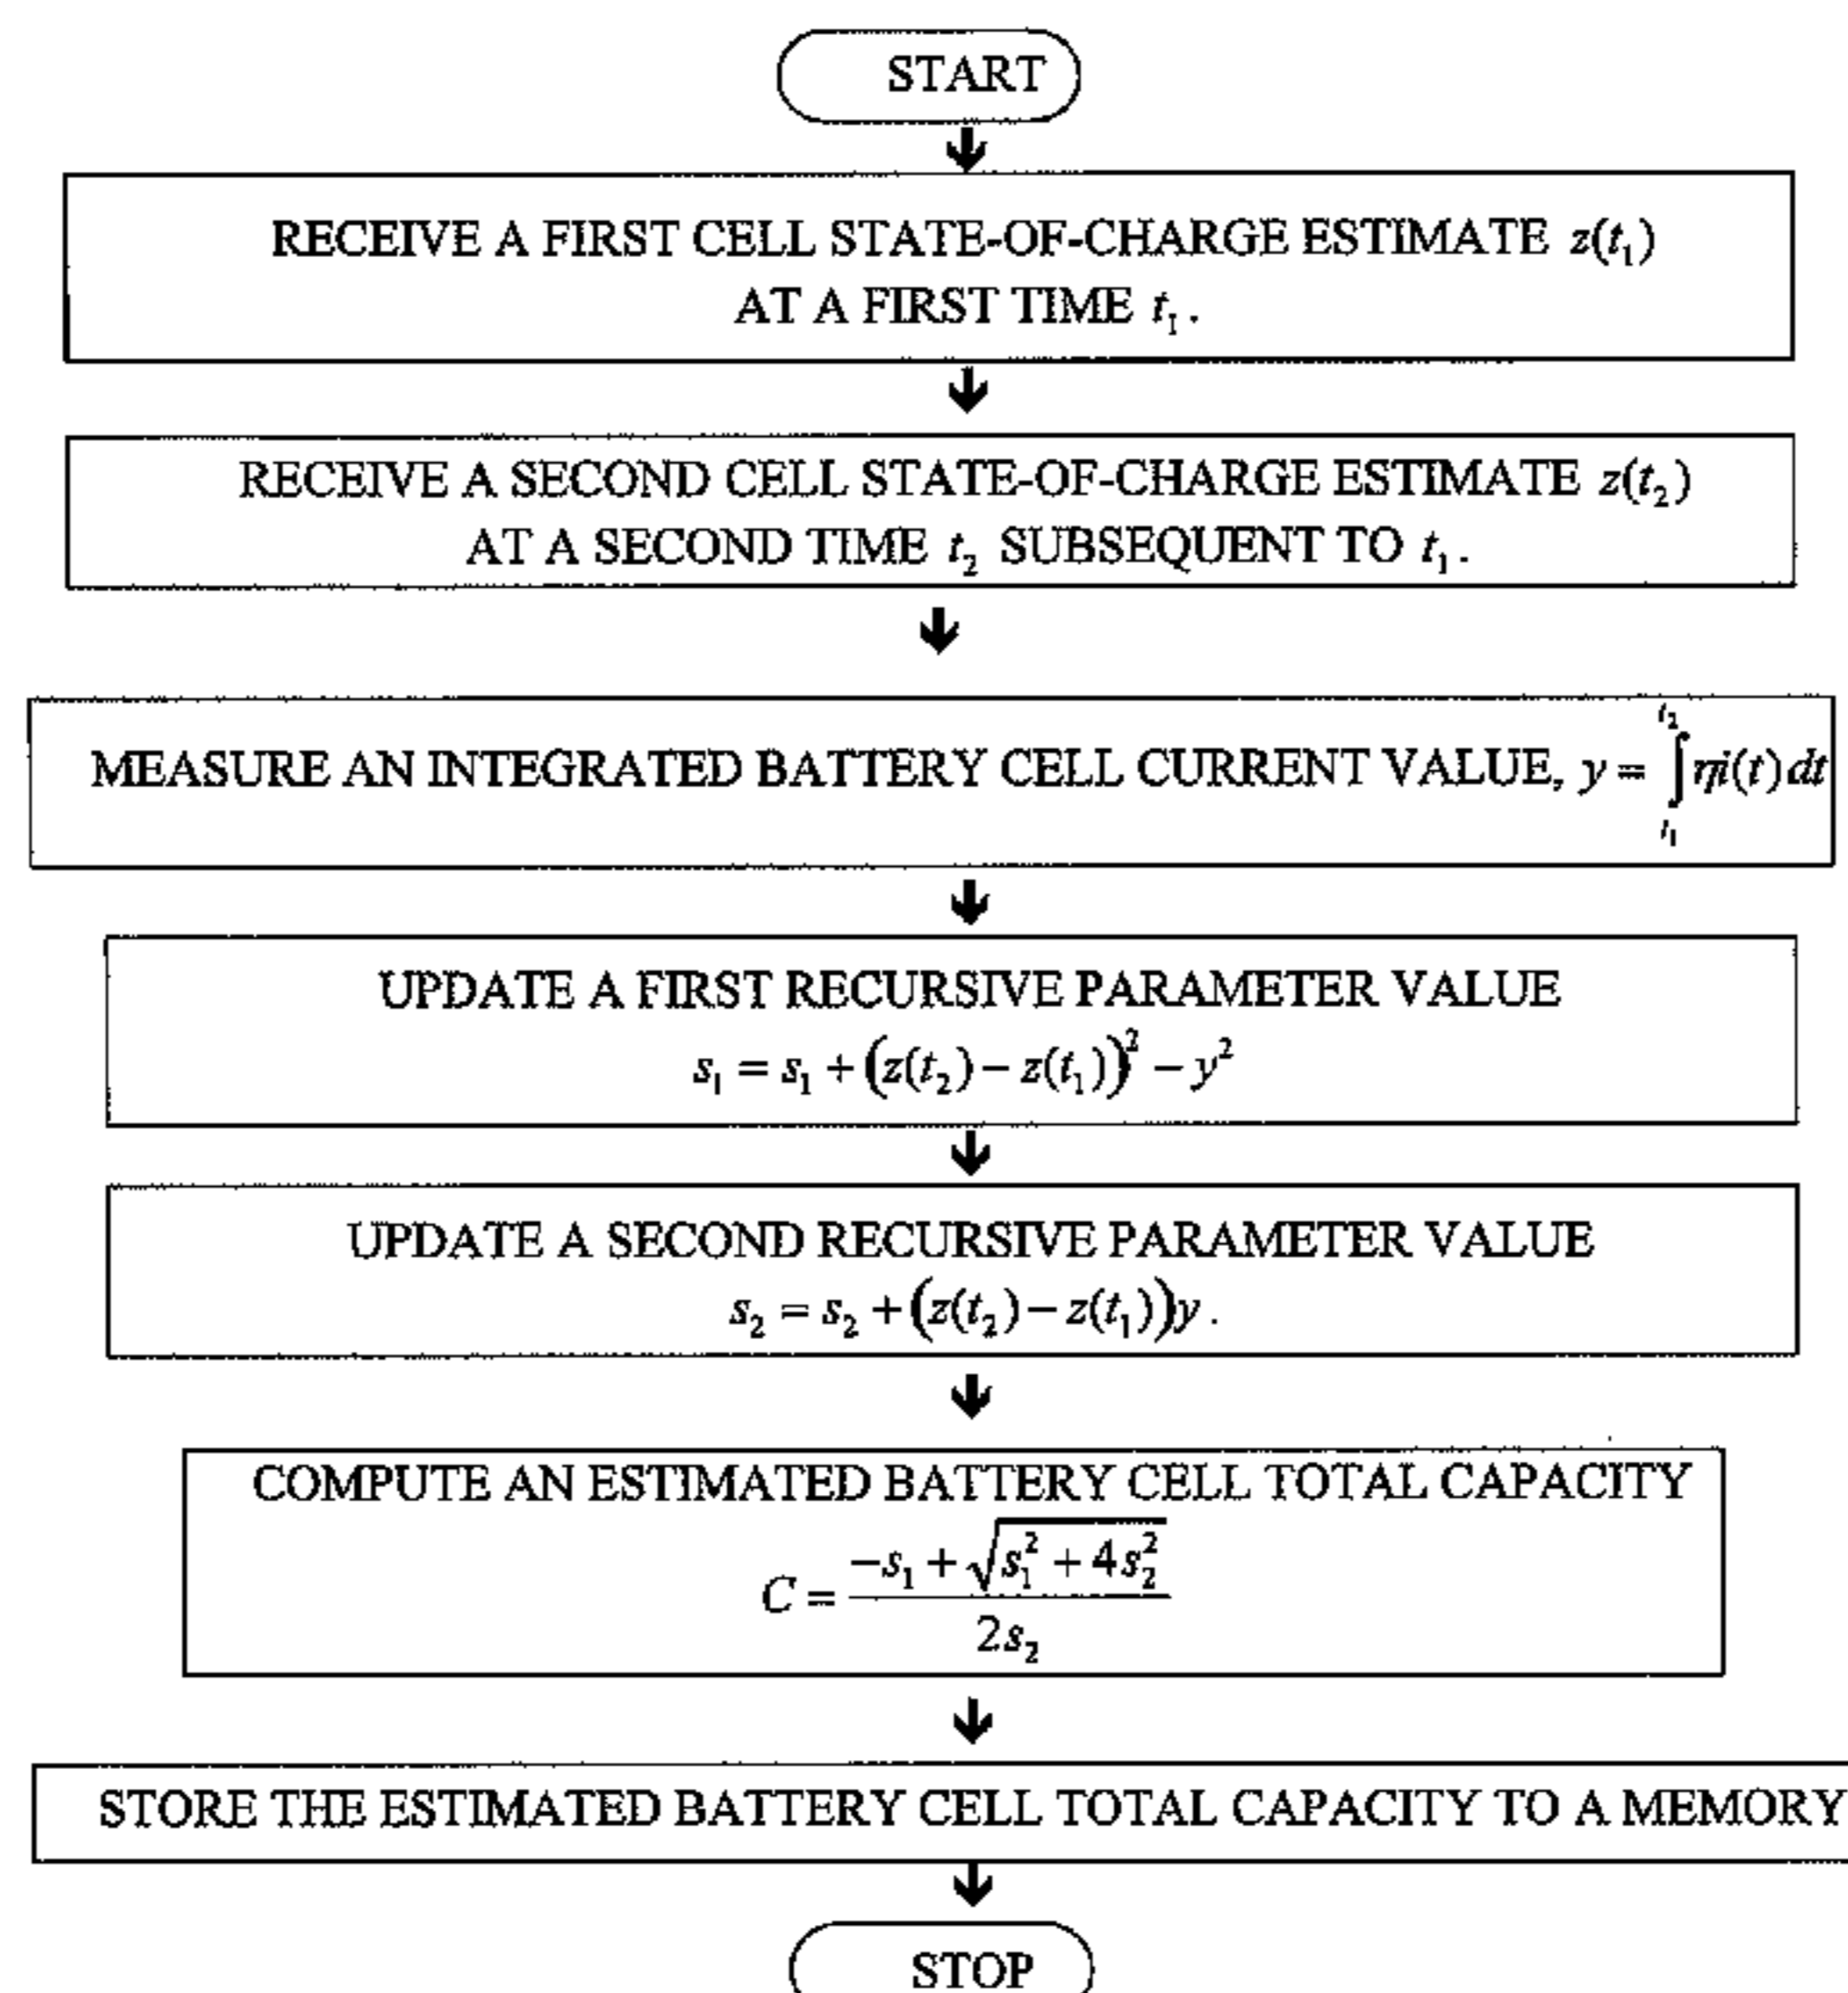 START
RECEIVE A FIRST CELL STATE-OF-CHARGE ESTIMATE z(t₁)
AT A FIRST TIME t₁.
RECEIVE A SECOND CELL STATE-OF-CHARGE ESTIMATE z(t₂)
AT A SECOND TIME t₂ SUBSEQUENT TO t₁.
MEASURE AN INTEGRATED BATTERY CELL CURRENT VALUE, y = ∫_{t₁}^{t₂} ηi(t) dt
UPDATE A FIRST RECURSIVE PARAMETER VALUE
s₁ = s₁ + (z(t₂) − z(t₁))² − y²
UPDATE A SECOND RECURSIVE PARAMETER VALUE
s₂ = s₂ + (z(t₂) − z(t₁))y.
COMPUTE AN ESTIMATED BATTERY CELL TOTAL CAPACITY
C = (−s₁ + √(s₁² + 4s₂²)) / 2s₂
STORE THE ESTIMATED BATTERY CELL TOTAL CAPACITY TO A MEMORY
STOP